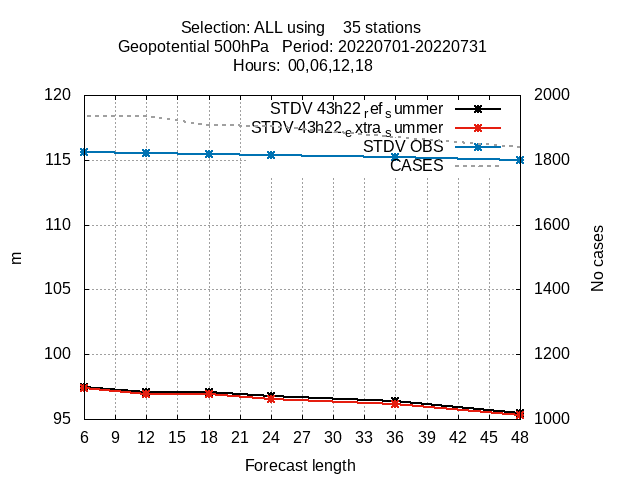 Selection: ALL using    35 stations
Geopotential 500hPa   Period: 20220701-20220731
Hours:  00,06,12,18
120
2000
STDV 43h22refsummer
STDV 43h22extrasummer
STDV OBS
CASES
115
1800
110
1600
m
No cases
105
1400
100
1200
95
1000
6 9 12 15 18 21 24 27 30 33 36 39 42 45 48
Forecast length